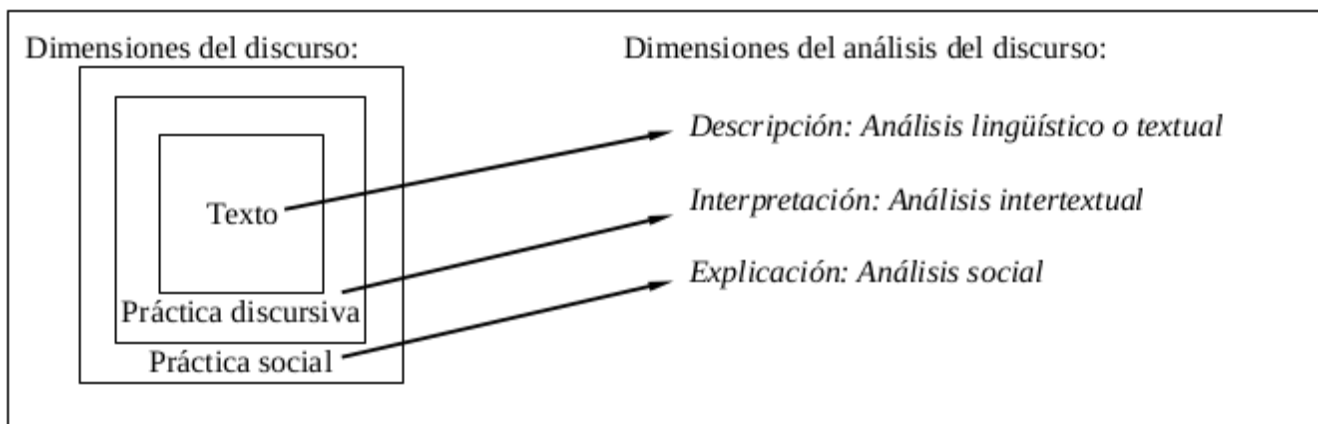 Dimensiones del discurso:
Texto
Práctica discursiva
Práctica social
Dimensiones del análisis del discurso:
Descripción: Análisis lingüístico o textual
Interpretación: Análisis intertextual
Explicación: Análisis social